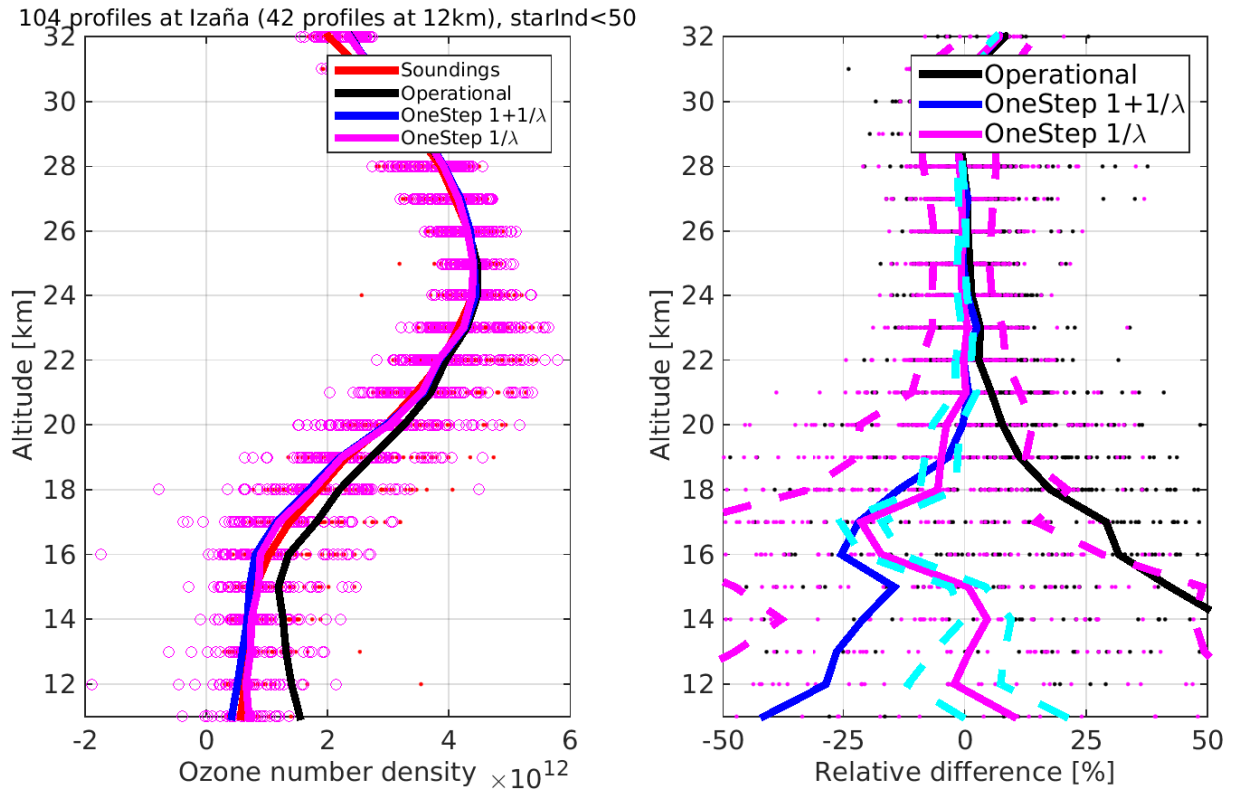 104 profiles at Izaña (42 profiles at 12km), starInd<50
32
30
28
26
24
22
20
18
16
14
12
Altitude [km]
-2
0
2
4
6
Ozone number density
×10^12
Soundings
Operational
OneStep 1+1/λ
OneStep 1/λ
32
30
28
26
24
22
20
18
16
14
12
Altitude [km]
-50
-25
0
25
50
Relative difference [%]
Operational
OneStep 1+1/λ
OneStep 1/λ